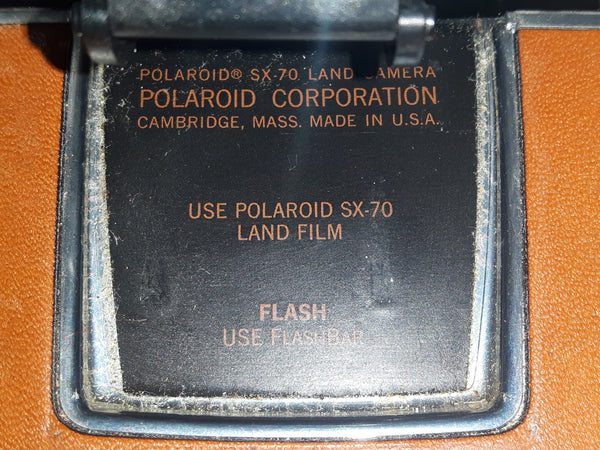 POLAROID® SX-70 LAND CAMERA
POLAROID CORPORATION
CAMBRIDGE, MASS. MADE IN U.S.A.
USE POLAROID SX-70
LAND FILM
FLASH
USE FLASHBAR